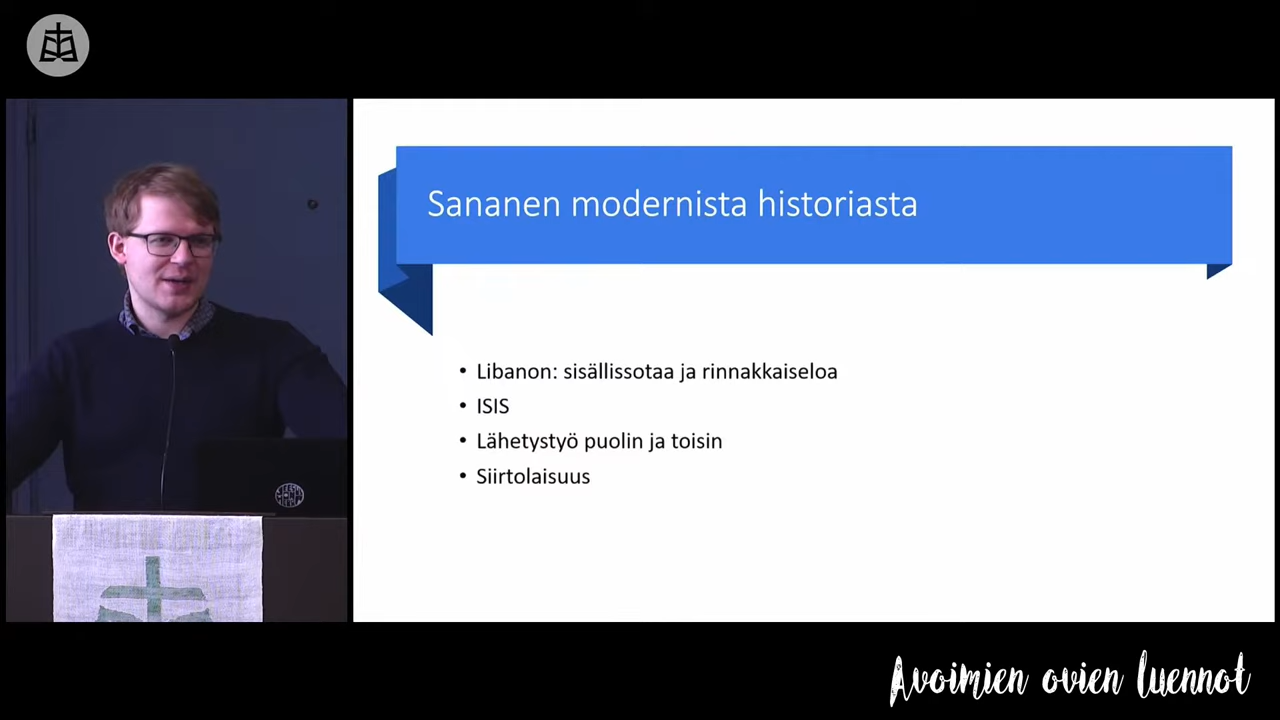 Sananen modernista historiasta
• Libanon: sisällissotaa ja rinnakkaiseloa
• ISIS
• Lähetystyö puolin ja toisin
• Siirtolaisuus
Avoimien ovien luennot